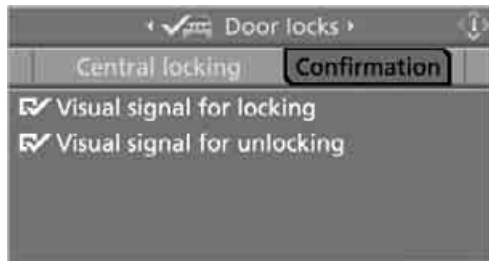 Door locks
Central locking Confirmation
Visual signal for locking
Visual signal for unlocking